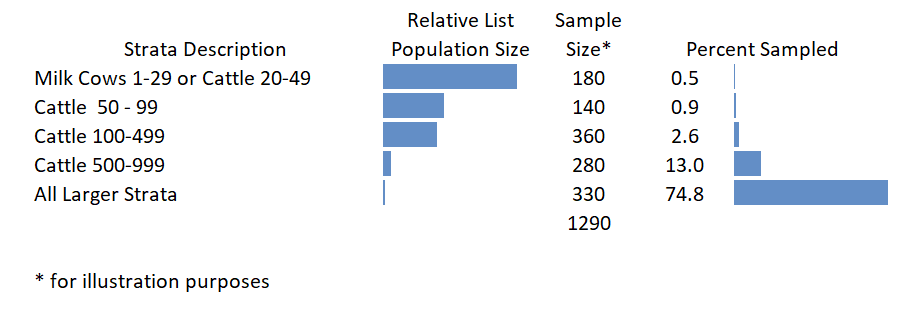 Relative List Sample
Strata Description Population Size Size* Percent Sampled
Milk Cows 1-29 or Cattle 20-49 180 0.5
Cattle 50 - 99 140 0.9
Cattle 100-499 360 2.6
Cattle 500-999 280 13.0
All Larger Strata 330 74.8
1290
* for illustration purposes